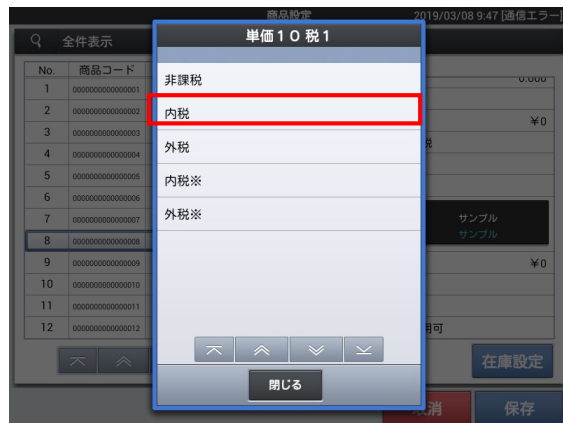 商品設定 2019/03/08 9:47 [通信エラー]
全件表示
単価10 税1
No. 商品コード
1 0000000000000001
2 0000000000000002
3 0000000000000003
4 0000000000000004
5 0000000000000005
6 0000000000000006
7 0000000000000007
8 0000000000000008
9 0000000000000009
10 0000000000000010
11 0000000000000011
12 0000000000000012
非課税
内税
外税
内税※
外税※
閉じる
0.000
¥0
税
サンプル
サンプル
¥0
用可
在庫設定
取消
保存